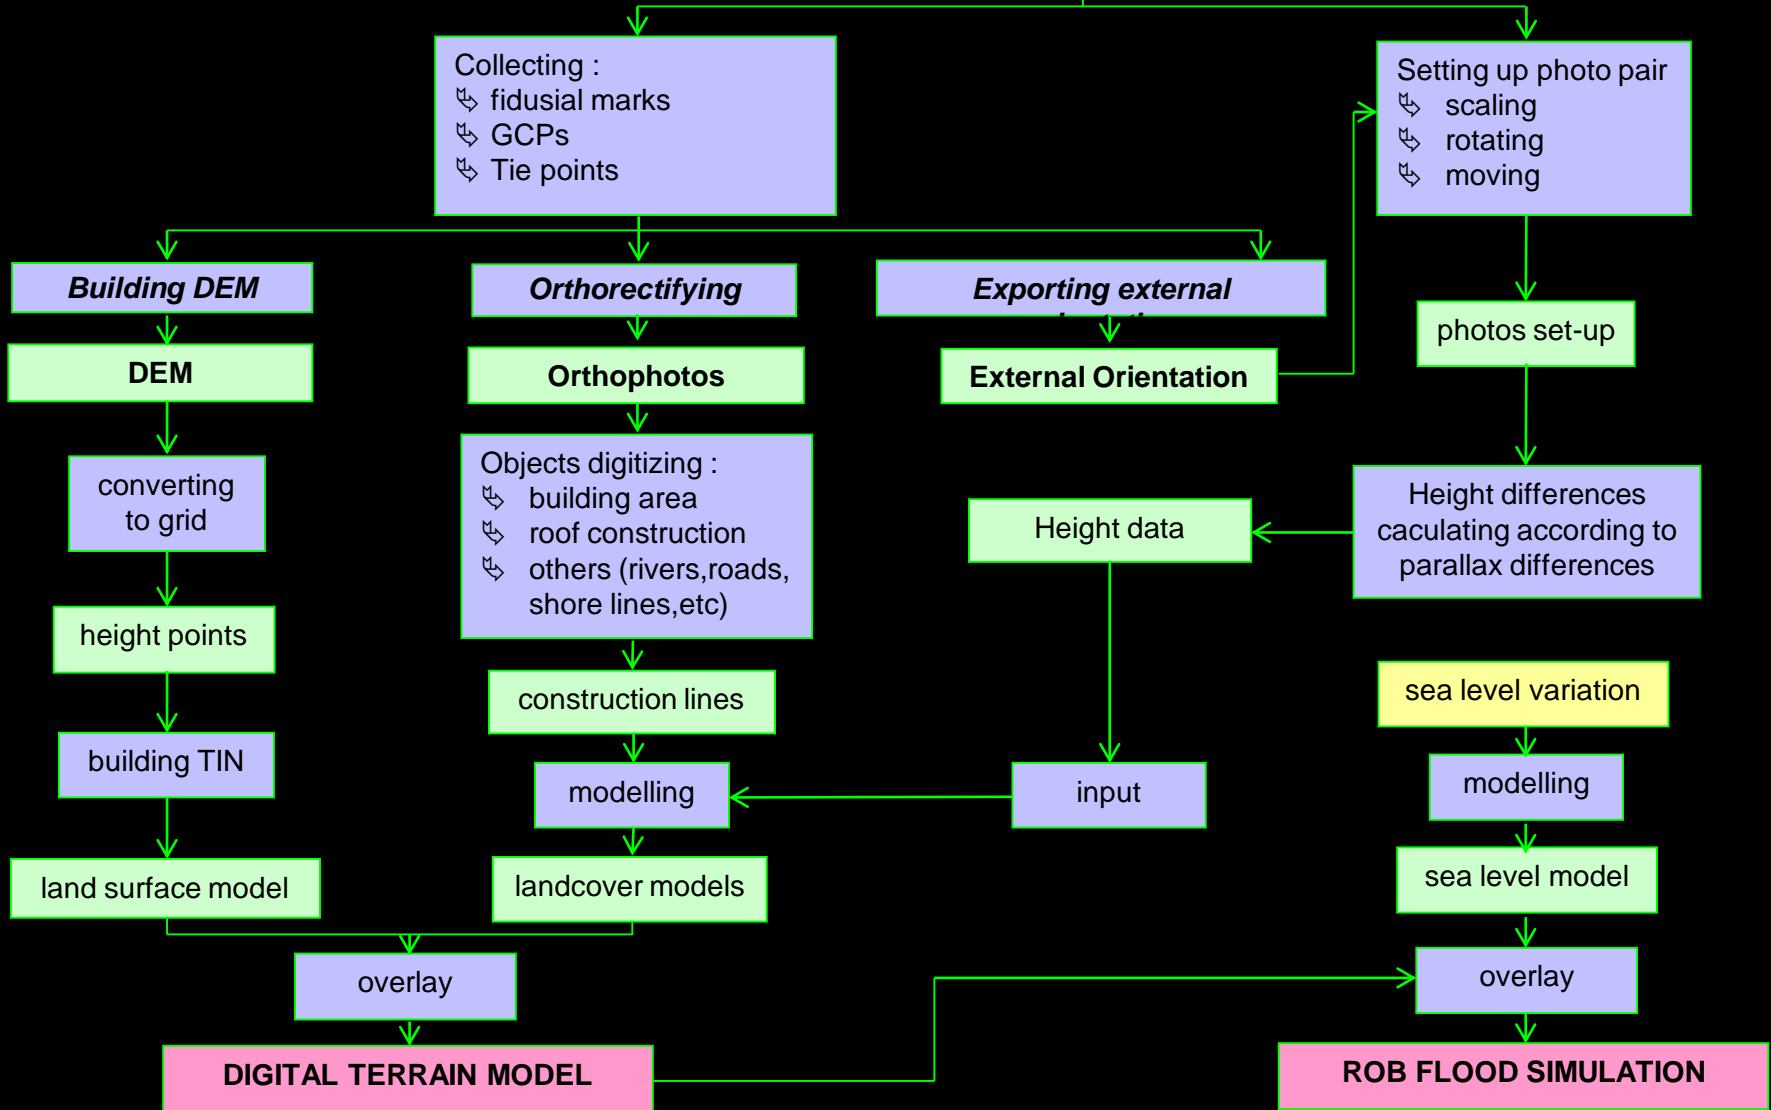 Collecting :
fidusial marks
GCPs
Tie points
Setting up photo pair
scaling
rotating
moving
Building DEM
Orthorectifying
Exporting external
DEM
Orthophotos
External Orientation
photos set-up
converting
to grid
Objects digitizing :
building area
roof construction
others (rivers,roads,
shore lines,etc)
Height data
Height differences
caculating according to
parallax differences
height points
construction lines
sea level variation
building TIN
modelling
input
modelling
land surface model
landcover models
sea level model
overlay
overlay
DIGITAL TERRAIN MODEL
ROB FLOOD SIMULATION